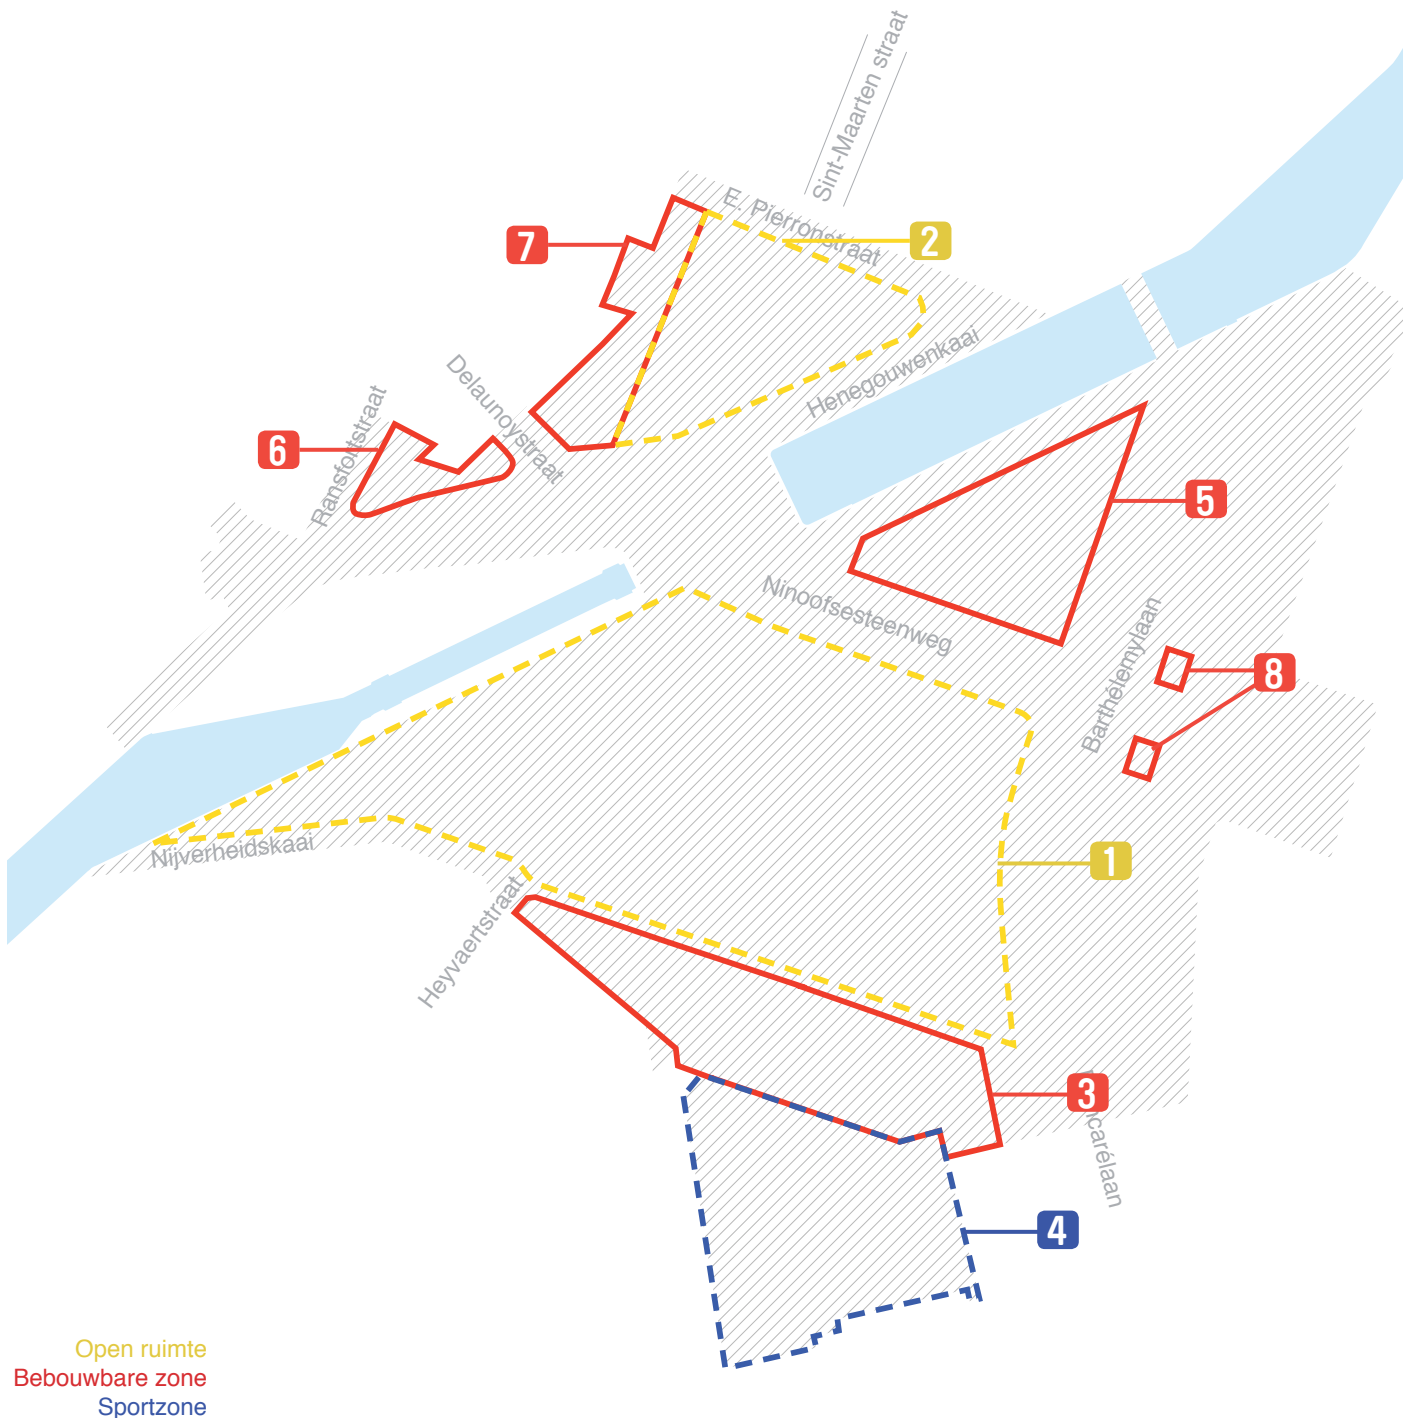 Sint-Maarten straat
E. Pierronstraat
2
7
Henegouwenkaai
Delaunoystraat
Ransfortstraat
6
5
Ninoofsesteenweg
Barthélemylaan
8
1
Nijverheidskaai
Heyvaertstraat
3
4
Open ruimte
Bebouwbare zone
Sportzone